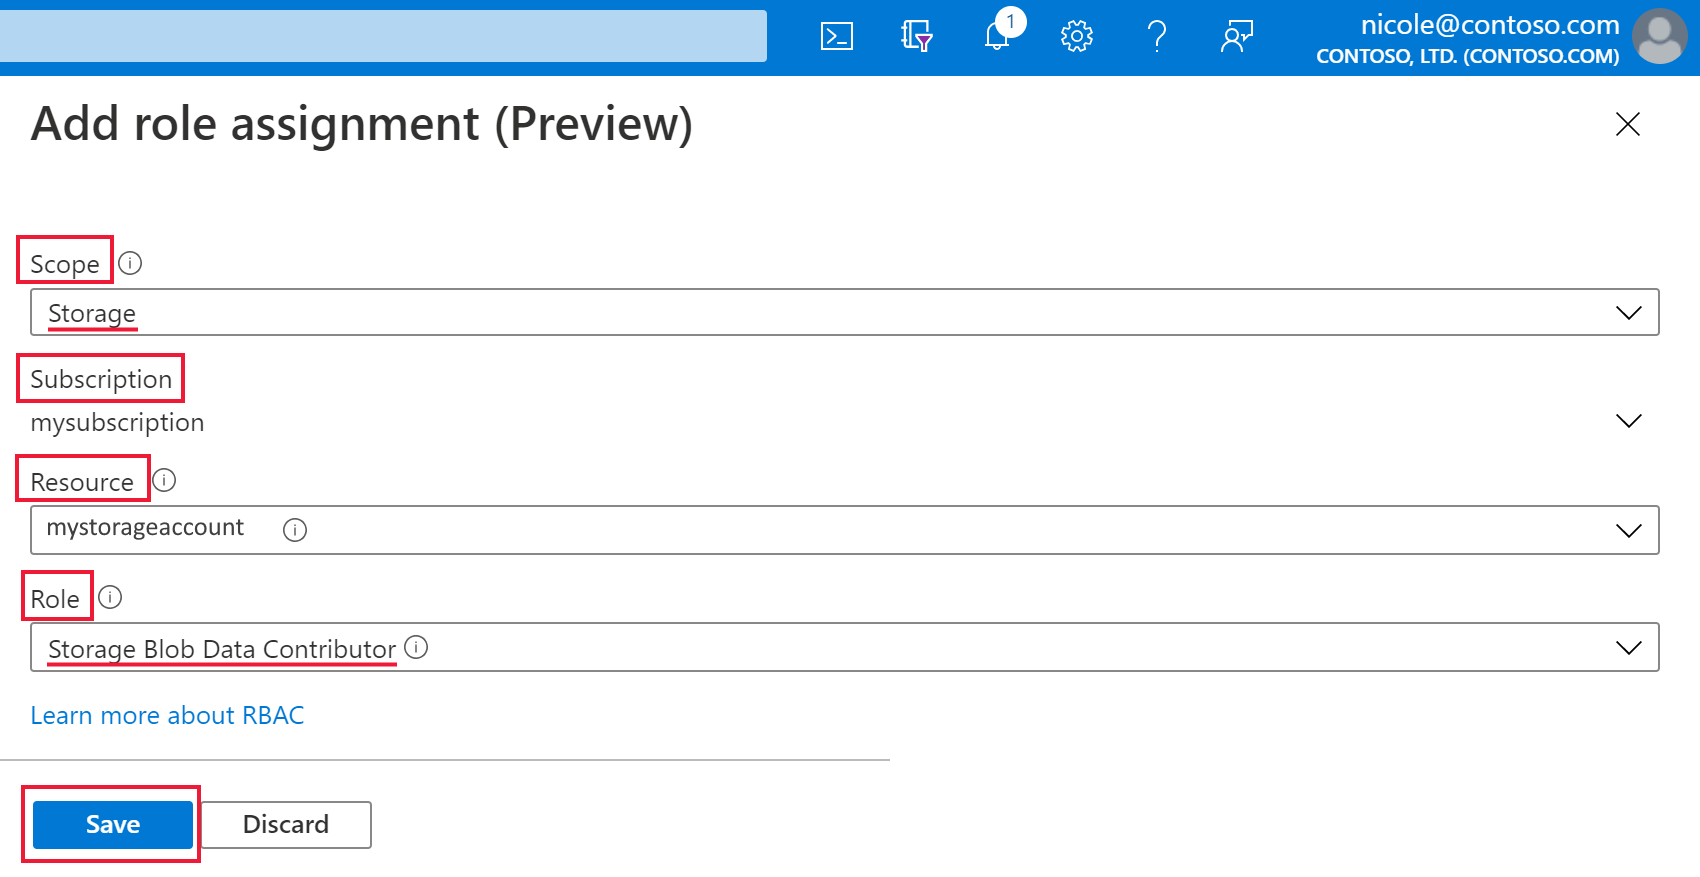 1
nicole@contoso.com
CONTOSO, LTD. (CONTOSO.COM)
Add role assignment (Preview)
Scope
Storage
Subscription
mysubscription
Resource
mystorageaccount
Role
Storage Blob Data Contributor
Learn more about RBAC
Save Discard